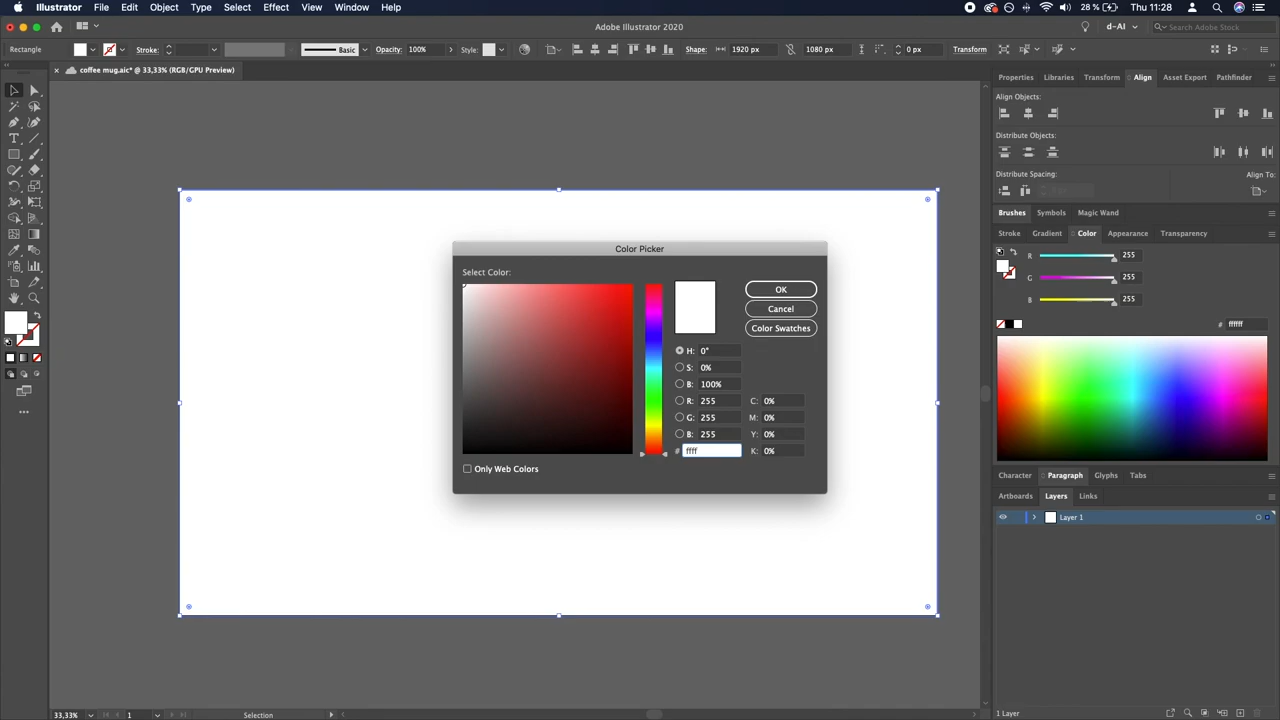 Illustrator File Edit Object Type Select Effect View Window Help 28 % Thu 11:28
Adobe Illustrator 2020 d-AI Search Adobe Stock
Rectangle Stroke: Basic Opacity: 100% Style: Shape: 1920 px 1080 px 0 px Transform
coffee mug.aic* @ 33,33% (RGB/GPU Preview)
Properties Libraries Transform Align Asset Export Pathfinder
Align Objects:
Distribute Objects:
Distribute Spacing: Align To:
Brushes Symbols Magic Wand
Stroke Gradient Color Appearance Transparency
R 255
G 255
B 255
# ffffff
Color Picker
Select Color:
OK
Cancel
Color Swatches
H: 0°
S: 0%
B: 100%
R: 255 C: 0%
G: 255 M: 0%
B: 255 Y: 0%
# ffff K: 0%
Only Web Colors
Character Paragraph Glyphs Tabs
Artboards Layers Links
Layer 1
33,33% 1 Selection
1 Layer